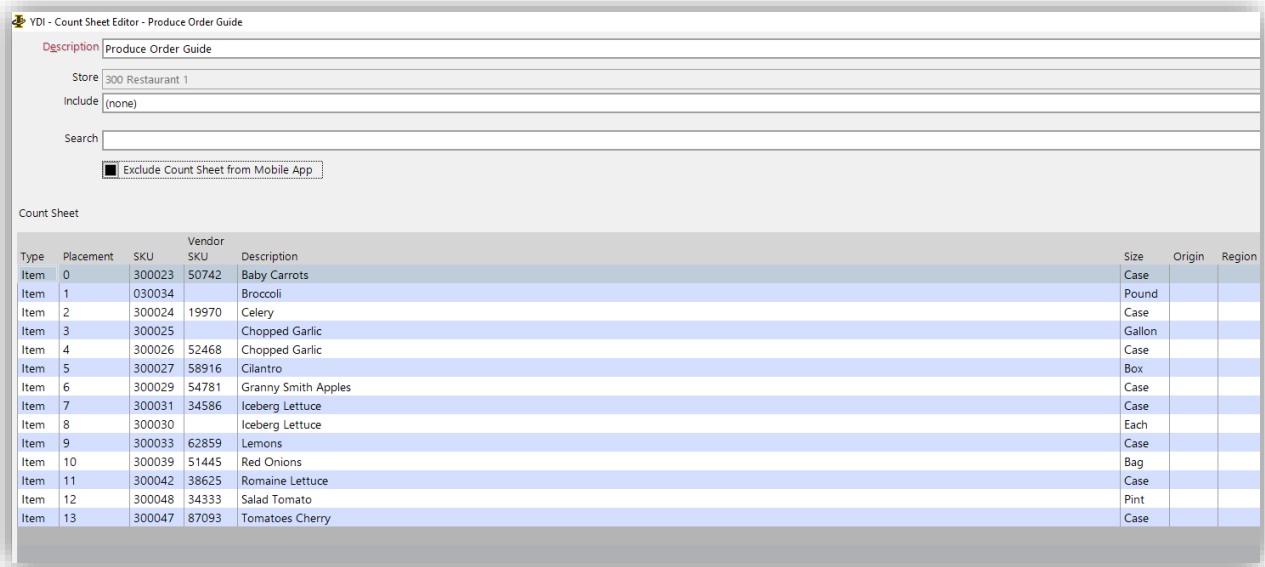 YDI - Count Sheet Editor - Produce Order Guide
Description Produce Order Guide
Store 300 Restaurant 1
Include (none)
Search
Exclude Count Sheet from Mobile App
Count Sheet
Type Placement SKU Vendor SKU Description Size Origin Region
Item 0 300023 50742 Baby Carrots Case
Item 1 030034 Broccoli Pound
Item 2 300024 19970 Celery Case
Item 3 300025 Chopped Garlic Gallon
Item 4 300026 52468 Chopped Garlic Case
Item 5 300027 58916 Cilantro Box
Item 6 300029 54781 Granny Smith Apples Case
Item 7 300031 34586 Iceberg Lettuce Case
Item 8 300030 Iceberg Lettuce Each
Item 9 300033 62859 Lemons Case
Item 10 300039 51445 Red Onions Bag
Item 11 300042 38625 Romaine Lettuce Case
Item 12 300048 34333 Salad Tomato Pint
Item 13 300047 87093 Tomatoes Cherry Case